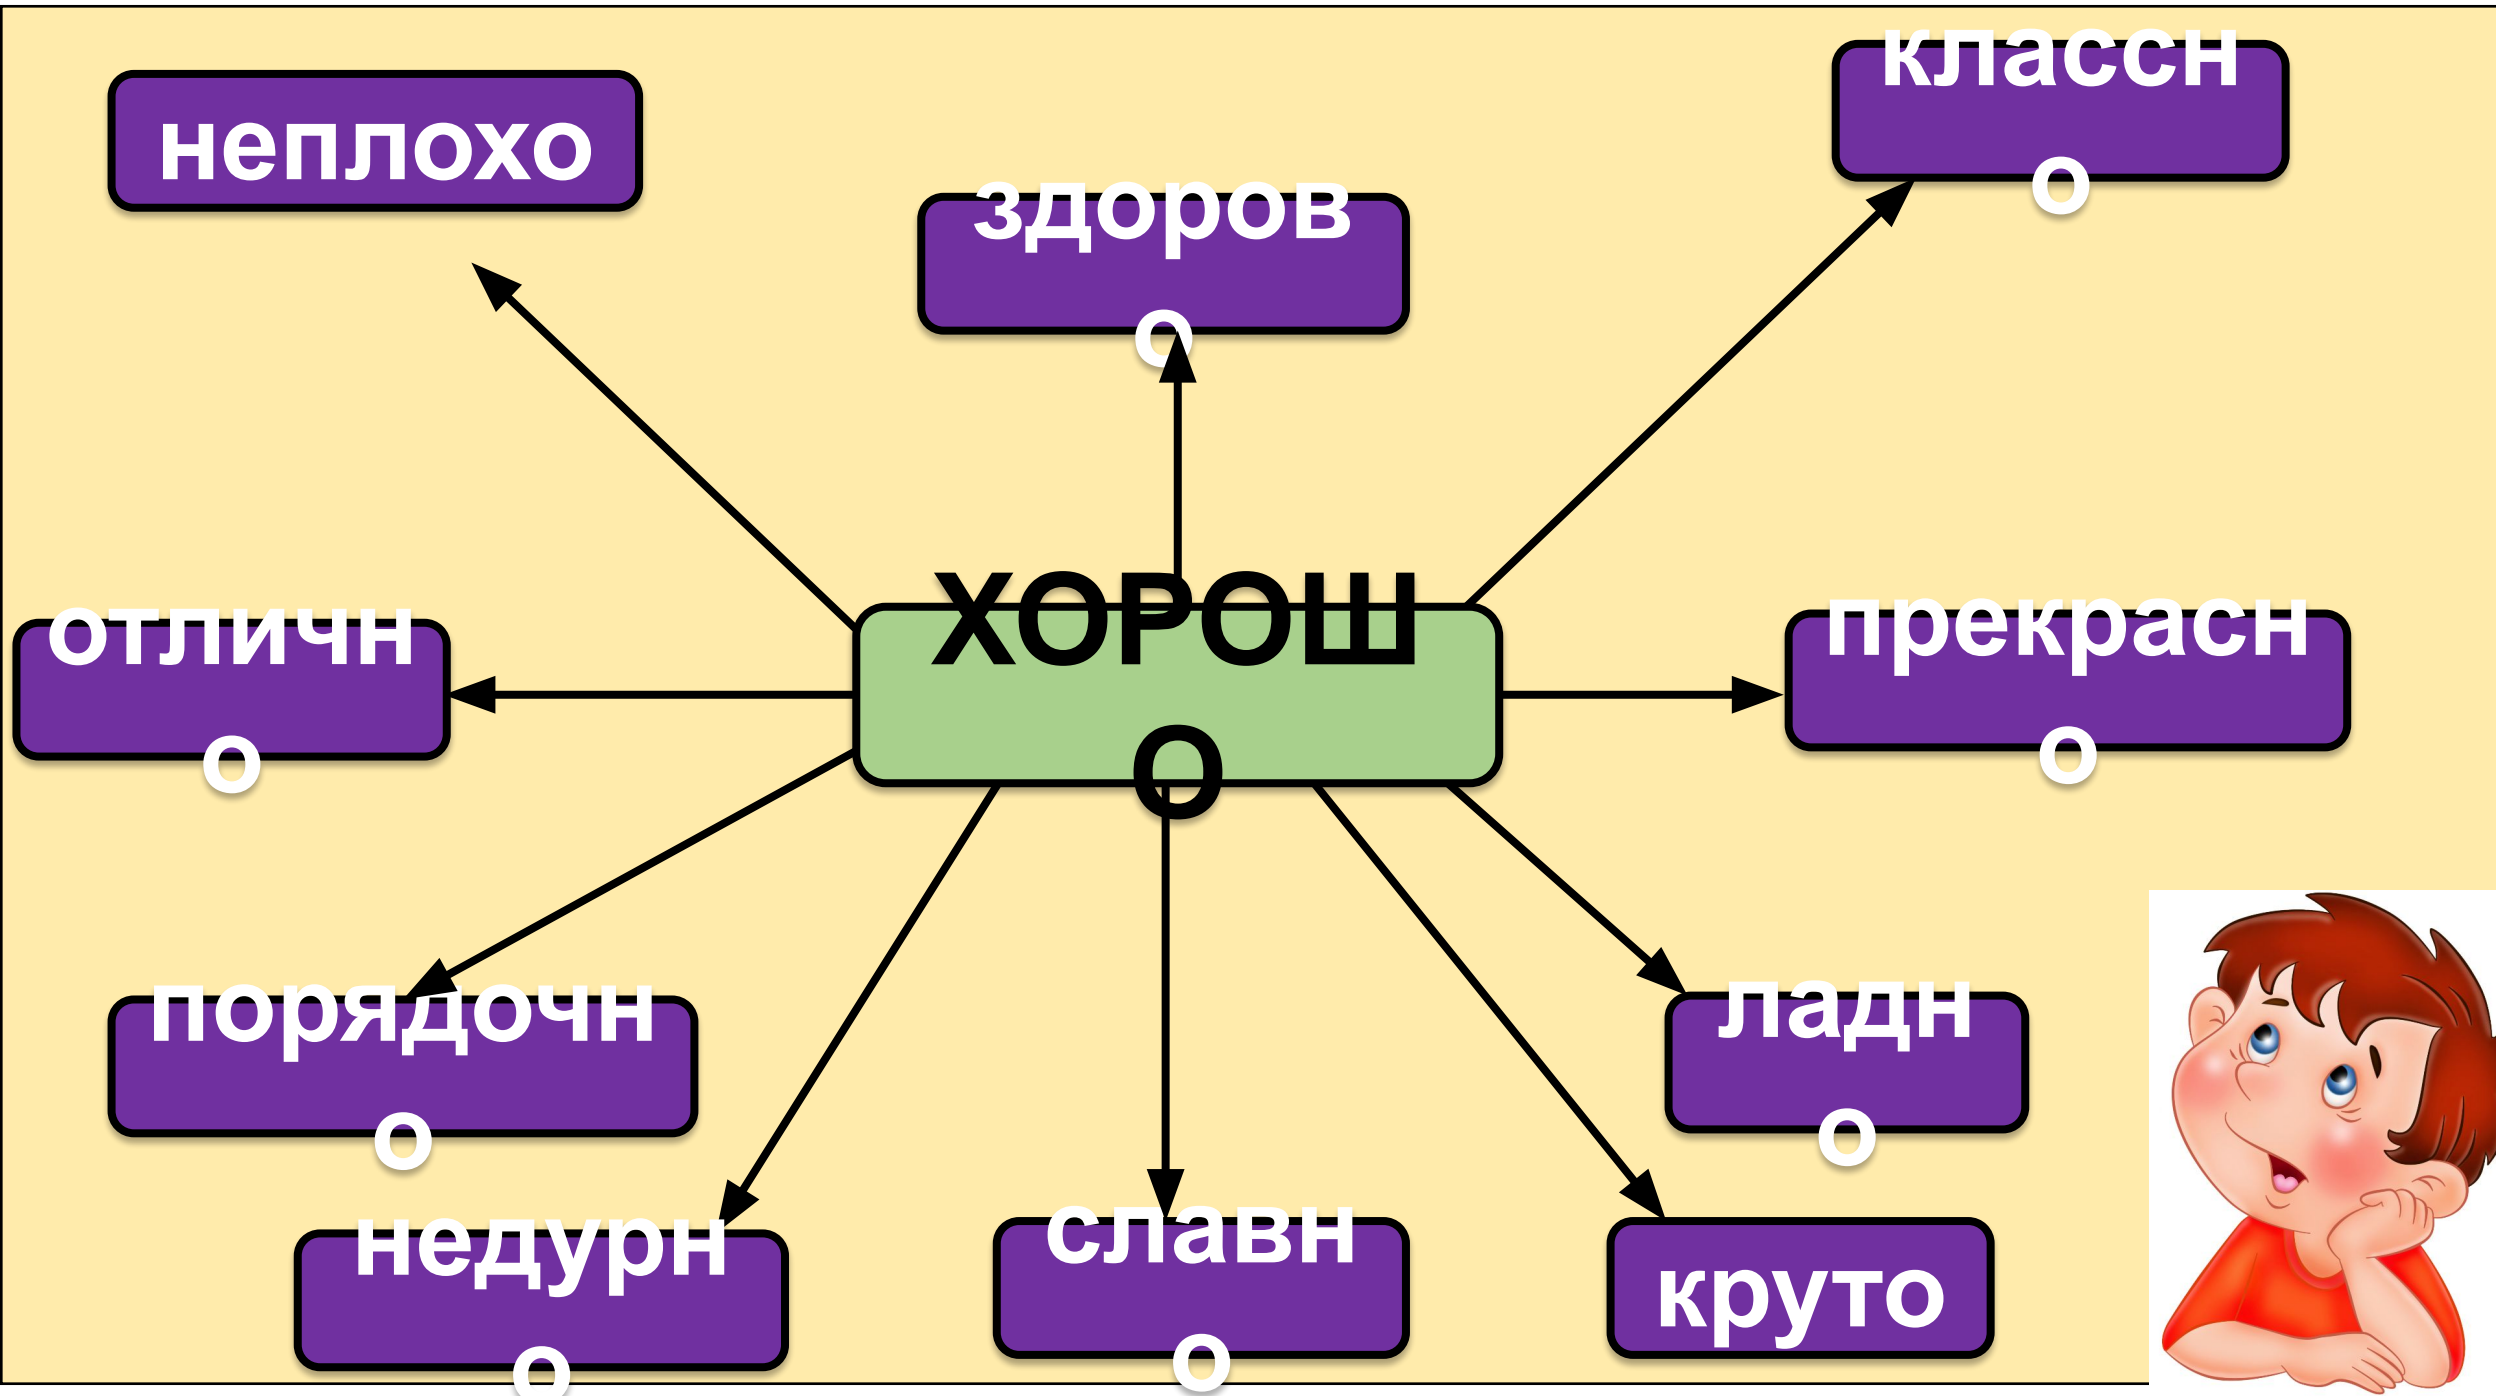 неплохо
здоров
о
классн
о
ХОРОШ
О
отличн
о
прекрасн
о
порядочн
о
ладн
о
недурн
о
славн
о
круто